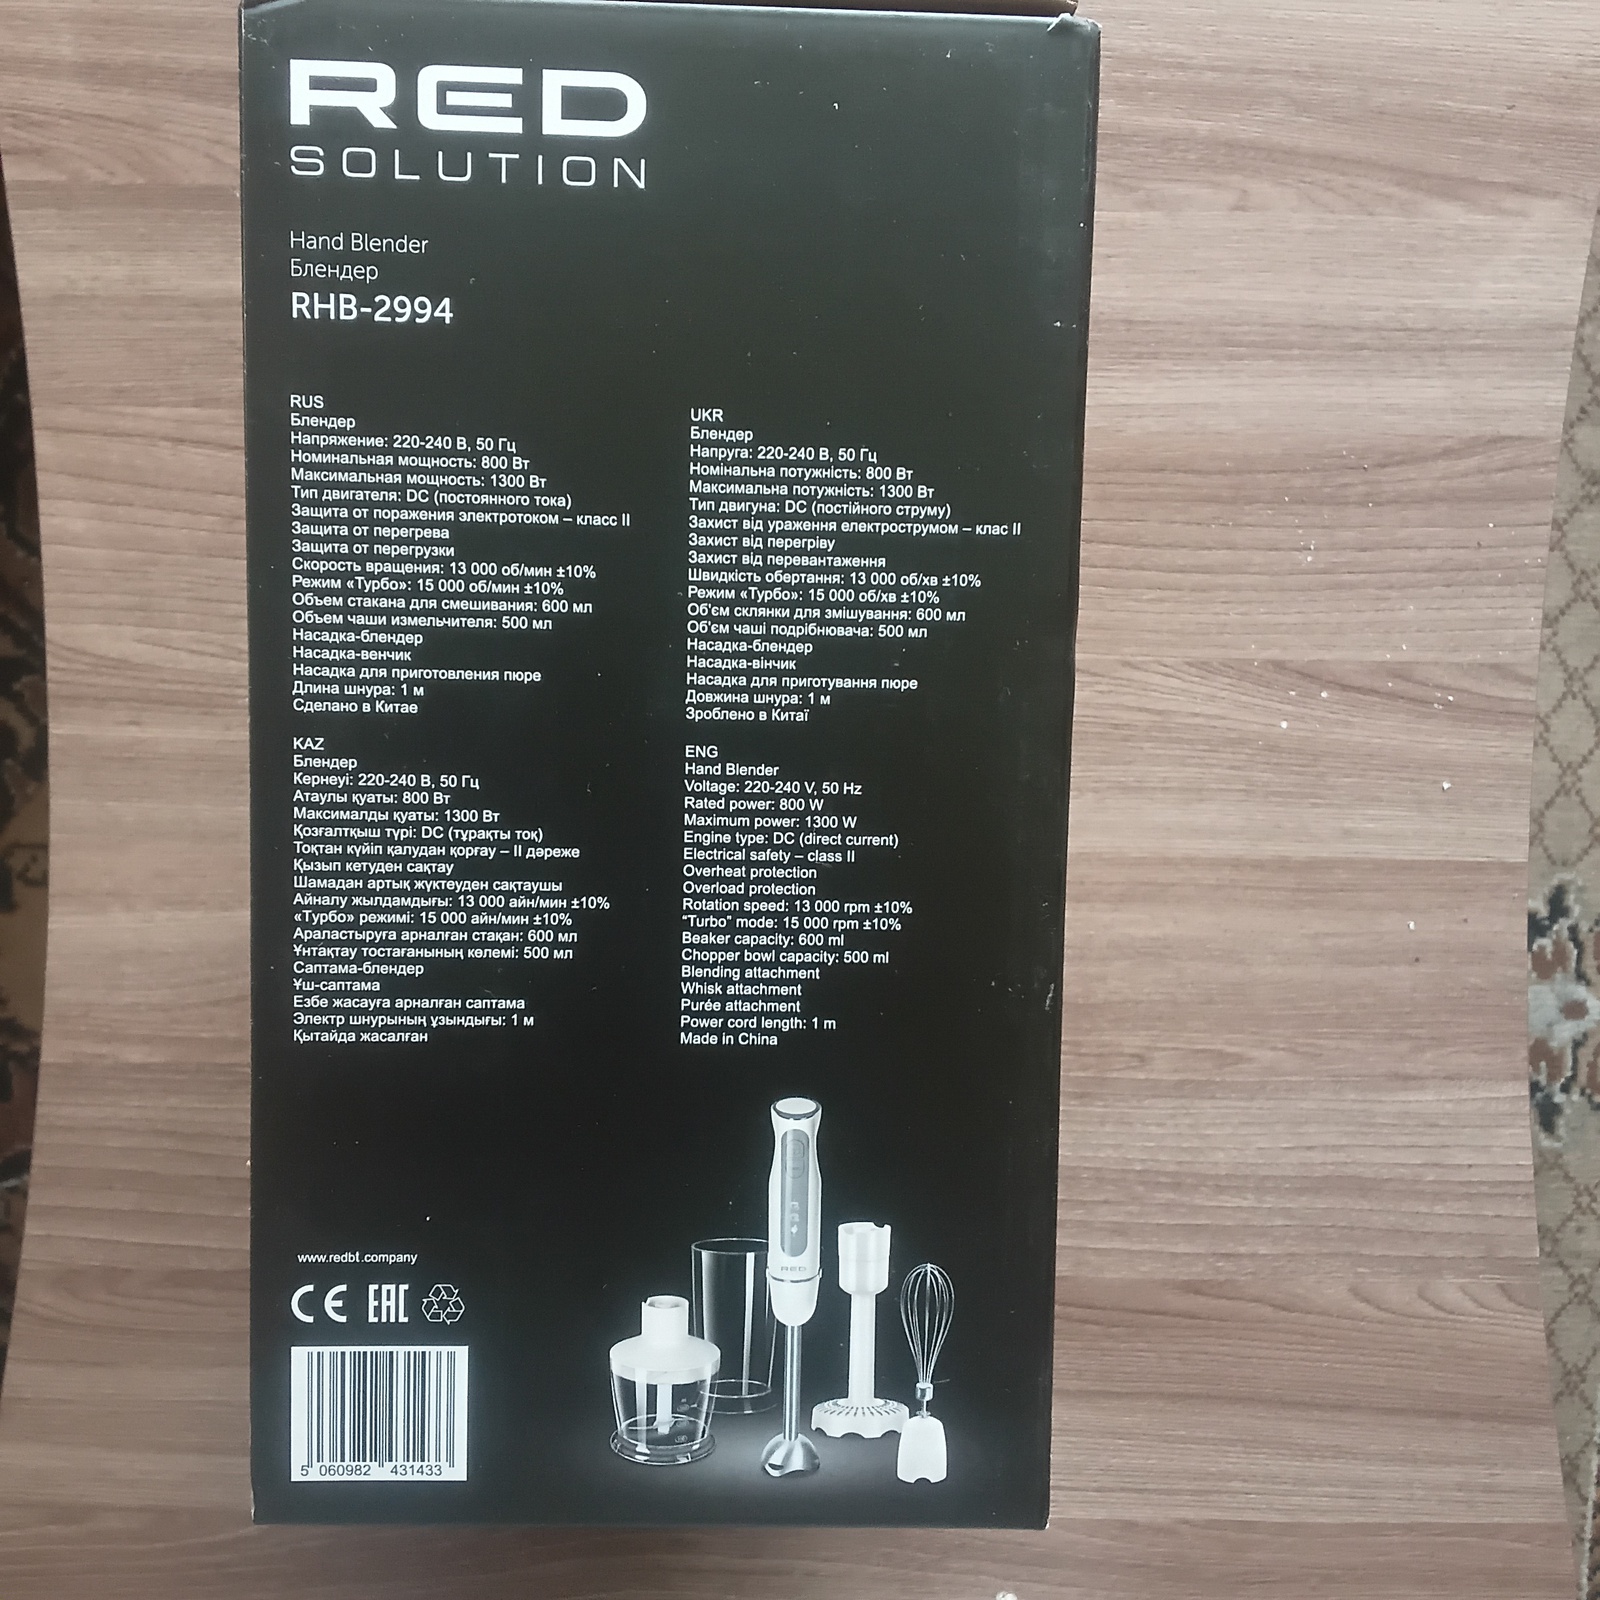 RED
SOLUTION
Hand Blender
Блендер
RHB-2994
RUS
Блендер
Напряжение: 220-240 В, 50 Гц
Номинальная мощность: 800 Вт
Максимальная мощность: 1300 Вт
Тип двигателя: DC (постоянного тока)
Защита от поражения электротоком – класс II
Защита от перегрева
Защита от перегрузки
Скорость вращения: 13 000 об/мин ±10%
Режим «Турбо»: 15 000 об/мин ±10%
Объем стакана для смешивания: 600 мл
Объем чаши измельчителя: 500 мл
Насадка-блендер
Насадка-венчик
Насадка для приготовления пюре
Длина шнура: 1 м
Сделано в Китае
UKR
Блендер
Напруга: 220-240 В, 50 Гц
Номінальна потужність: 800 Вт
Максимальна потужність: 1300 Вт
Тип двигуна: DC (постійного струму)
Захист від ураження електрострумом – клас II
Захист від перегріву
Захист від перевантаження
Швидкість обертання: 13 000 об/хв ±10%
Режим «Турбо»: 15 000 об/хв ±10%
Об'єм склянки для змішування: 600 мл
Об'єм чаші подрібнювача: 500 мл
Насадка-блендер
Насадка-вінчик
Насадка для приготування пюре
Довжина шнура: 1 м
Зроблено в Китаї
KAZ
Блендер
Кернеуі: 220-240 В, 50 Гц
Атаулы қуаты: 800 Вт
Максималды қуаты: 1300 Вт
Қозғалтқыш түрі: DC (тұрақты тоқ)
Тоқтан күйіп қалудан қорғау – II дәреже
Қызып кетуден сақтау
Шамадан артық жүктеуден сақтаушы
Айналу жылдамдығы: 13 000 айн/мин ±10%
«Турбо» режимі: 15 000 айн/мин ±10%
Араластыруға арналған стақан: 600 мл
Ұнтақтау тостағанының көлемі: 500 мл
Саптама-блендер
Ұш-саптама
Езбе жасауға арналған саптама
Электр шнурының ұзындығы: 1 м
Қытайда жасалған
ENG
Hand Blender
Voltage: 220-240 V, 50 Hz
Rated power: 800 W
Maximum power: 1300 W
Engine type: DC (direct current)
Electrical safety – class II
Overheat protection
Overload protection
Rotation speed: 13 000 rpm ±10%
“Turbo” mode: 15 000 rpm ±10%
Beaker capacity: 600 ml
Chopper bowl capacity: 500 ml
Blending attachment
Whisk attachment
Purée attachment
Power cord length: 1 m
Made in China
www.redbt.company
CE EAC
5 060982 431433
RED